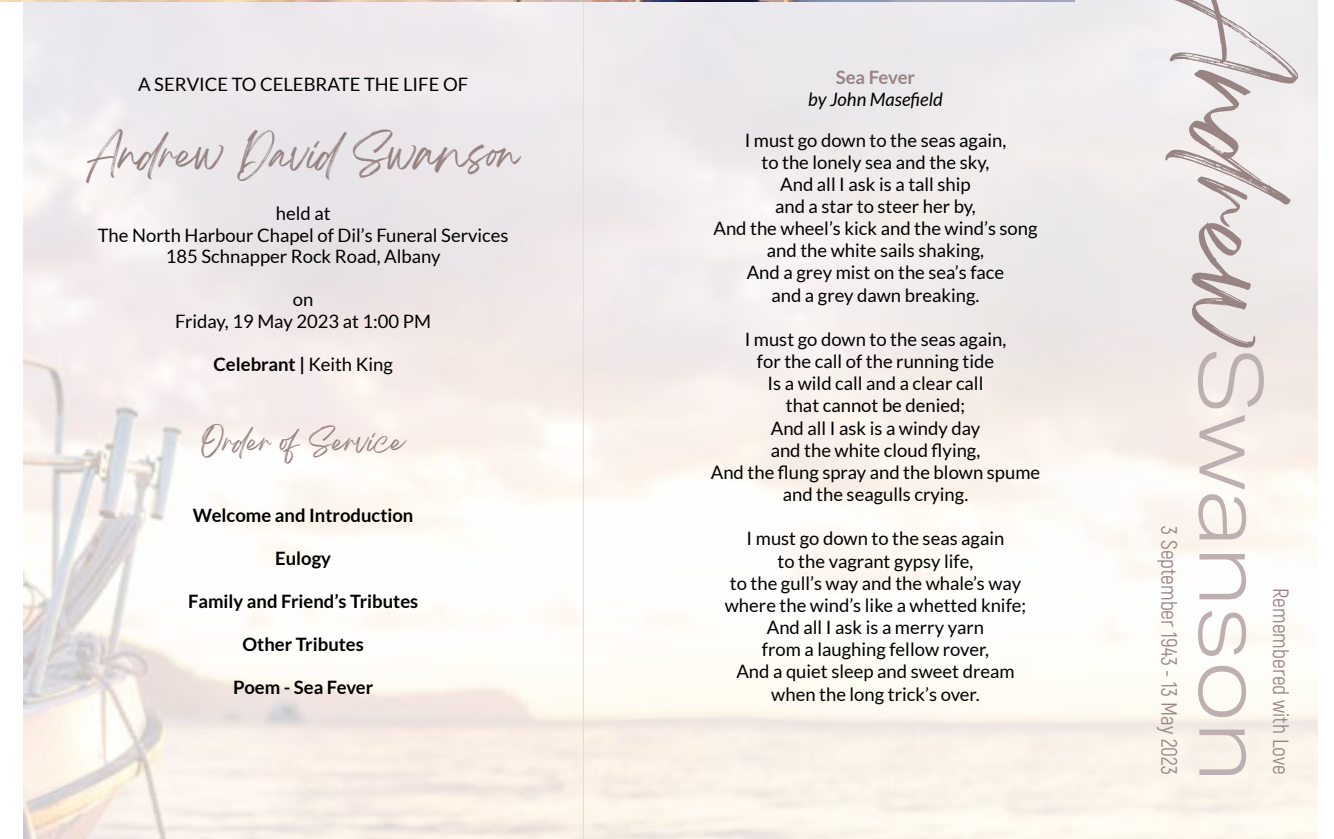 A SERVICE TO CELEBRATE THE LIFE OF
Andrew David Swanson
held at
The North Harbour Chapel of Dil's Funeral Services
185 Schnapper Rock Road, Albany
on
Friday, 19 May 2023 at 1:00 PM
Celebrant | Keith King
Order of Service
Welcome and Introduction
Eulogy
Family and Friend's Tributes
Other Tributes
Poem - Sea Fever
Sea Fever
by John Masefield
I must go down to the seas again,
to the lonely sea and the sky,
And all I ask is a tall ship
and a star to steer her by,
And the wheel's kick and the wind's song
and the white sails shaking,
And a grey mist on the sea's face
and a grey dawn breaking.
I must go down to the seas again,
for the call of the running tide
Is a wild call and a clear call
that cannot be denied;
And all I ask is a windy day
and the white cloud flying,
And the flung spray and the blown spume
and the seagulls crying.
I must go down to the seas again
to the vagrant gypsy life,
to the gull's way and the whale's way
where the wind's like a whetted knife;
And all I ask is a merry yarn
from a laughing fellow rover,
And a quiet sleep and sweet dream
when the long trick's over.
Andrew Swanson
3 September 1943 - 13 May 2023
Remembered with Love